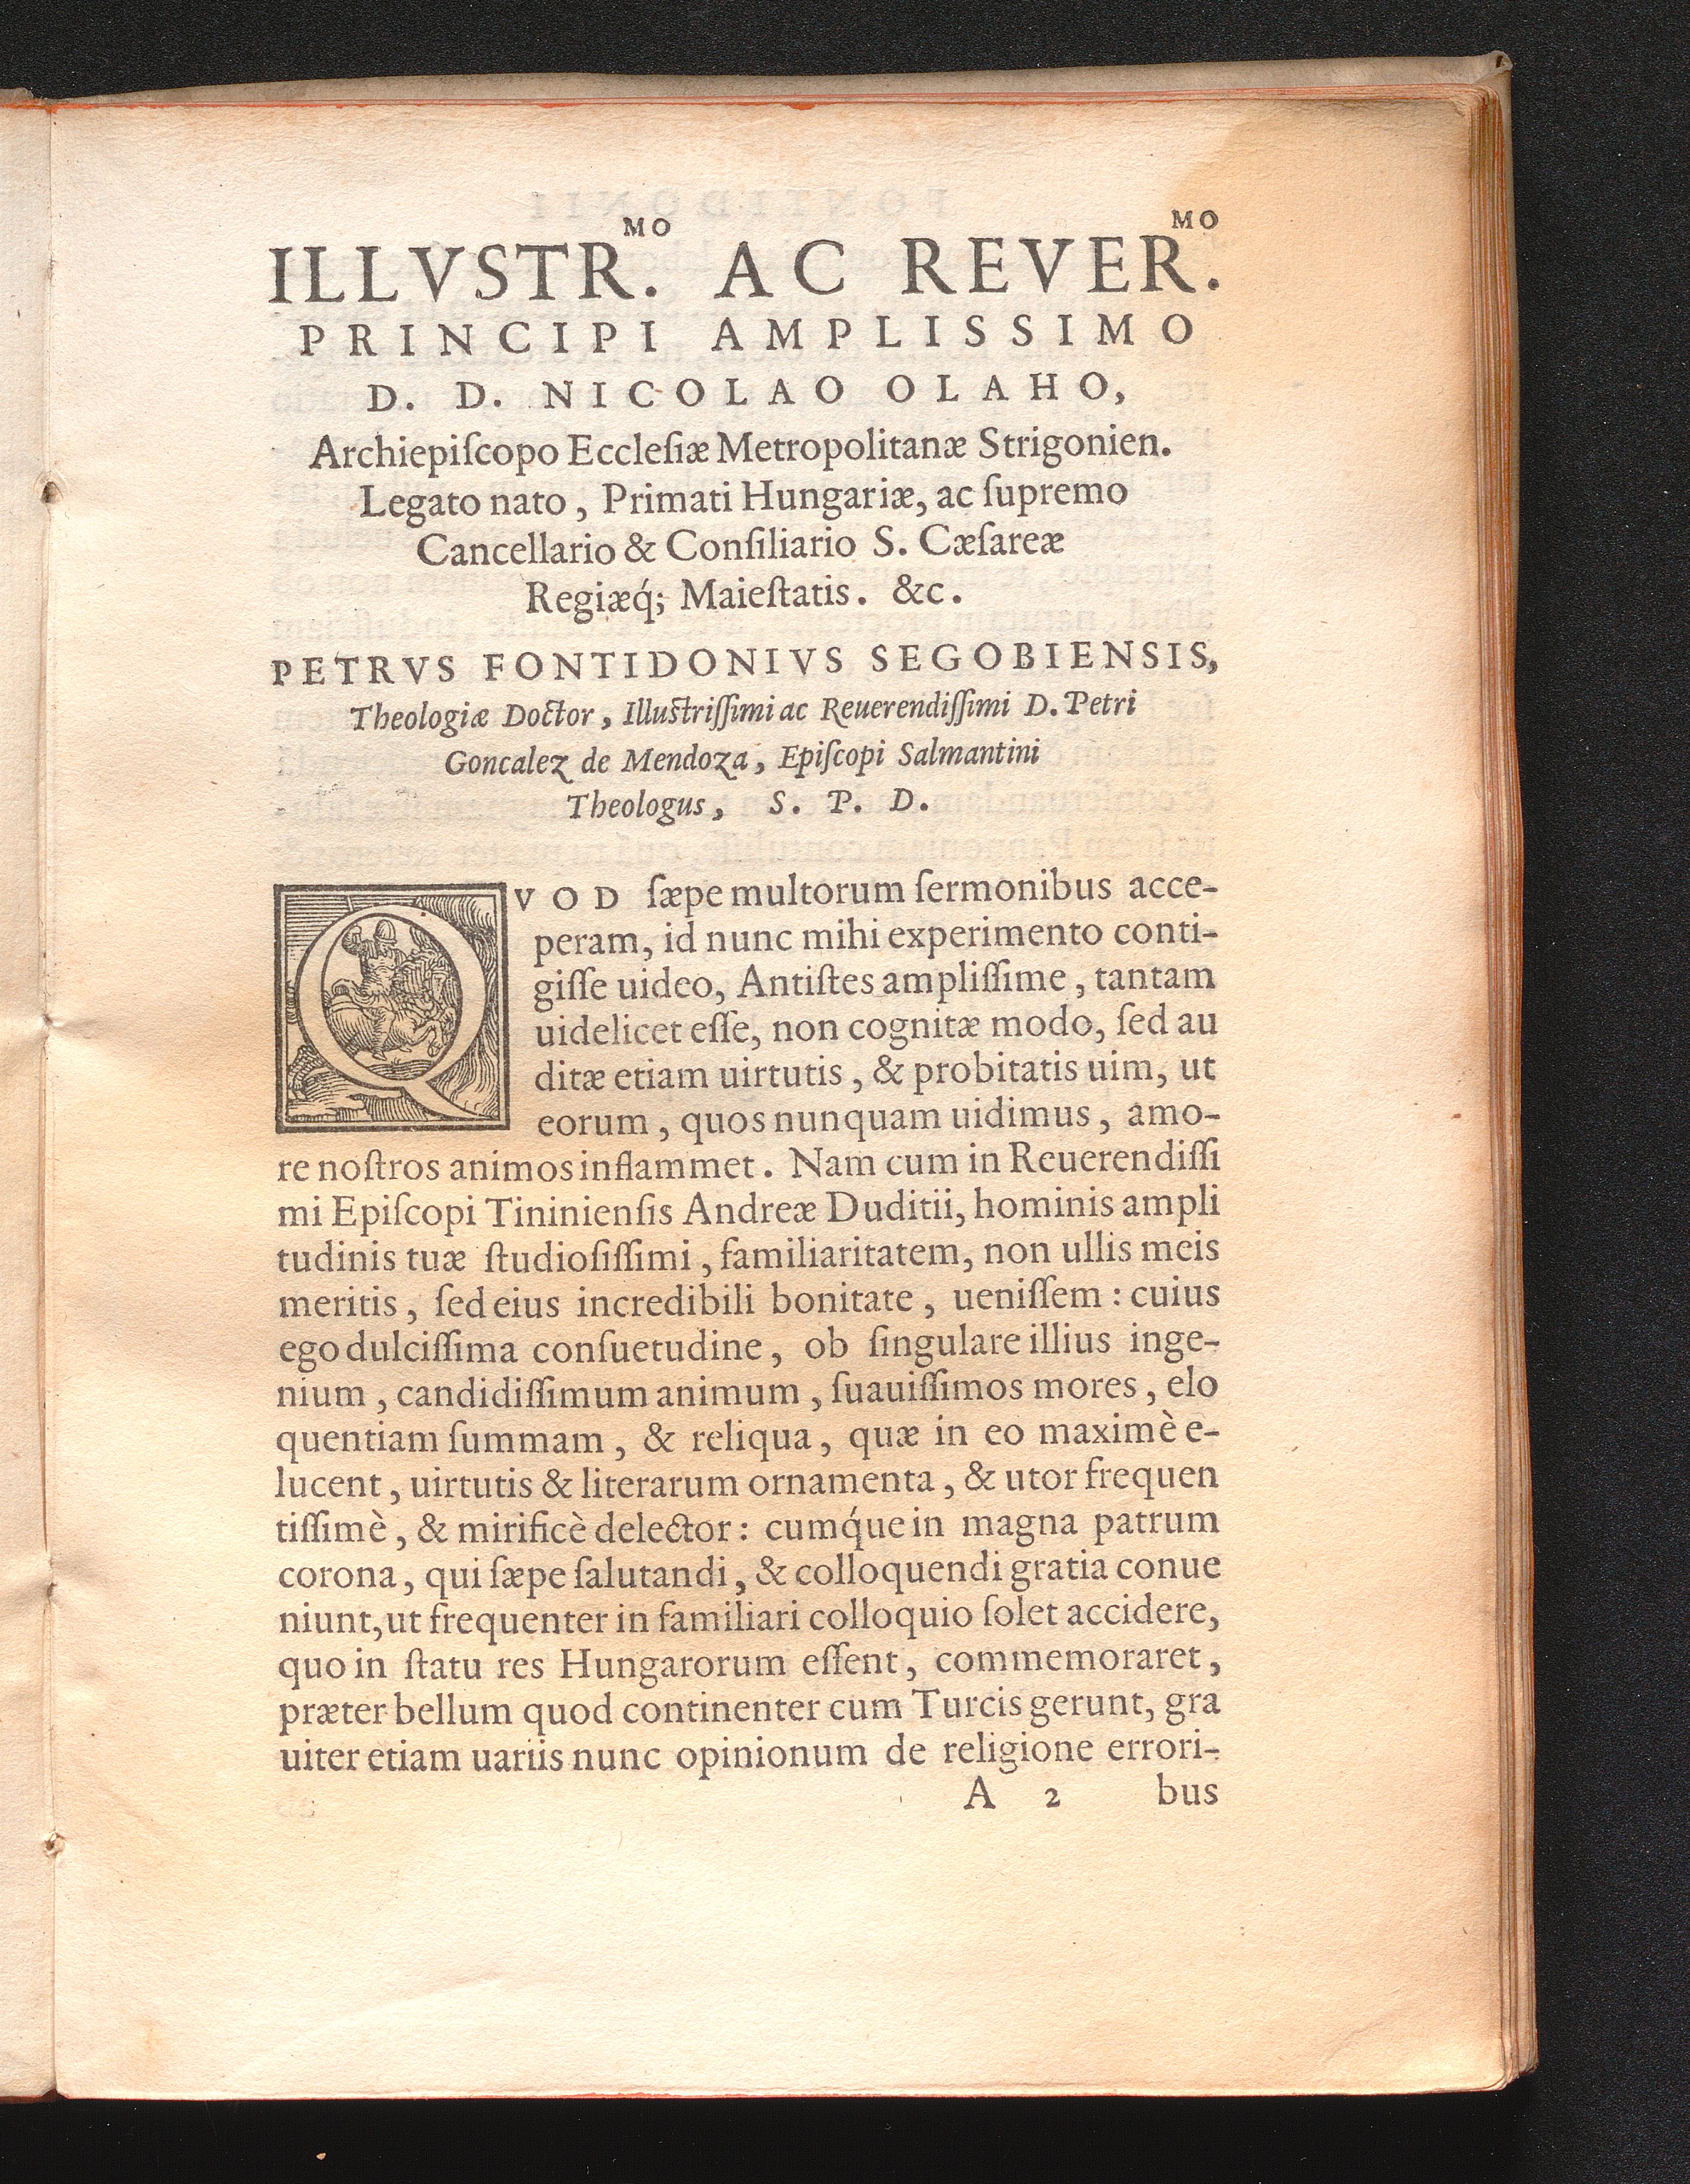 ILLVSTR.MO AC REVER.MO
PRINCIPI AMPLISSIMO
D. D. NICOLAO OLAHO,
Archiepiſcopo Eccleſiæ Metropolitanæ Strigonien.
Legato nato, Primati Hungariæ, ac ſupremo
Cancellario & Conſiliario S. Cæſareæ
Regiæq́; Maieſtatis. &c.
PETRVS FONTIDONIVS SEGOBIENSIS,
Theologiæ Doctor, Illuſtriſſimi ac Reuerendiſſimi D. Petri
Goncalez de Mendoza, Epiſcopi Salmantini
Theologus, S. P. D.
QVOD ſæpe multorum ſermonibus acce-
peram, id nunc mihi experimento conti-
giſſe uideo, Antiſtes ampliſſime, tantam
uidelicet eſſe, non cognitæ modo, ſed au
ditæ etiam uirtutis, & probitatis uim, ut
eorum, quos nunquam uidimus, amo-
re noſtros animos inflammet. Nam cum in Reuerendiſſi
mi Epiſcopi Tininienſis Andreæ Duditii, hominis ampli
tudinis tuæ ſtudioſiſſimi, familiaritatem, non ullis meis
meritis, ſed eius incredibili bonitate, ueniſſem: cuius
ego dulciſſima conſuetudine, ob ſingulare illius inge-
nium, candidiſſimum animum, ſuauiſſimos mores, elo
quentiam ſummam, & reliqua, quæ in eo maximè e-
lucent, uirtutis & literarum ornamenta, & utor frequen
tiſſimè, & mirificè delector: cumq́ue in magna patrum
corona, qui ſæpe ſalutandi, & colloquendi gratia conue
niunt, ut frequenter in familiari colloquio ſolet accidere,
quo in ſtatu res Hungarorum eſſent, commemoraret,
præter bellum quod continenter cum Turcis gerunt, gra
uiter etiam uariis nunc opinionum de religione errori-
A 2 bus